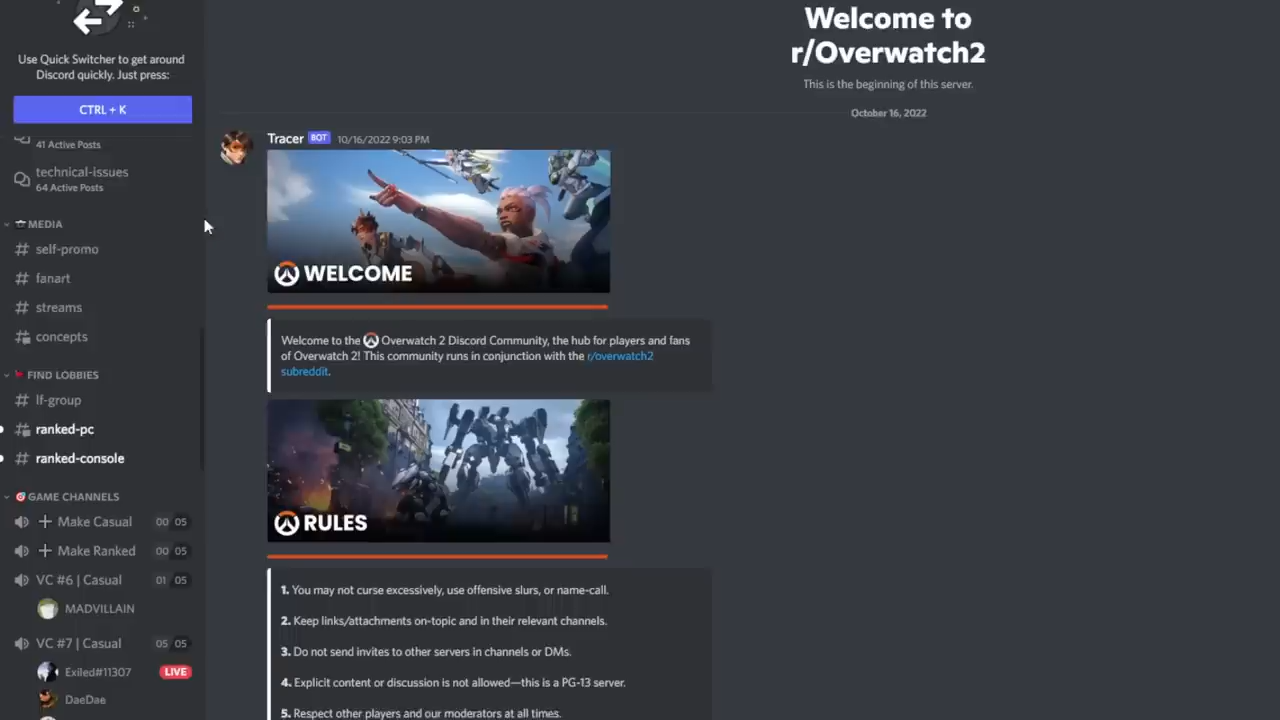 Use Quick Switcher to get around
Discord quickly. Just press:
CTRL + K
41 Active Posts
technical-issues
64 Active Posts
MEDIA
self-promo
fanart
streams
concepts
FIND LOBBIES
lf-group
ranked-pc
ranked-console
GAME CHANNELS
+ Make Casual 00 05
+ Make Ranked 00 05
VC #6 | Casual 01 05
MADVILLAIN
VC #7 | Casual 05 05
Exiled#11307 LIVE
DaeDae
Welcome to
r/Overwatch2
This is the beginning of this server.
October 16, 2022
Tracer BOT 10/16/2022 9:03 PM
WELCOME
Welcome to the Overwatch 2 Discord Community, the hub for players and fans
of Overwatch 2! This community runs in conjunction with the r/overwatch2
subreddit.
RULES
1. You may not curse excessively, use offensive slurs, or name-call.
2. Keep links/attachments on-topic and in their relevant channels.
3. Do not send invites to other servers in channels or DMs.
4. Explicit content or discussion is not allowed—this is a PG-13 server.
5. Respect other players and our moderators at all times.